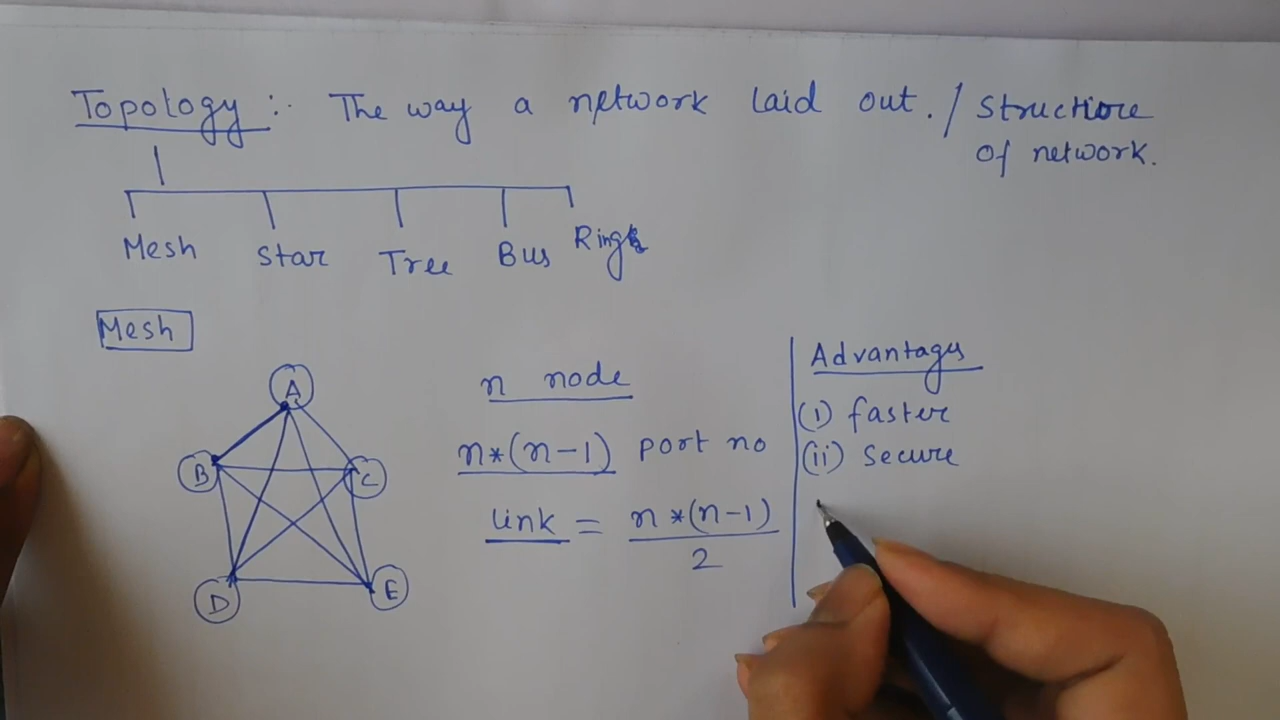 Topology :. The way a network laid out. / Structiore
of network.
Mesh Star Tree Bus Ring
Mesh
A
B C
D E
n node
n*(n-1) port no
link = n*(n-1)
2
Advantages
(i) faster
(ii) Secure